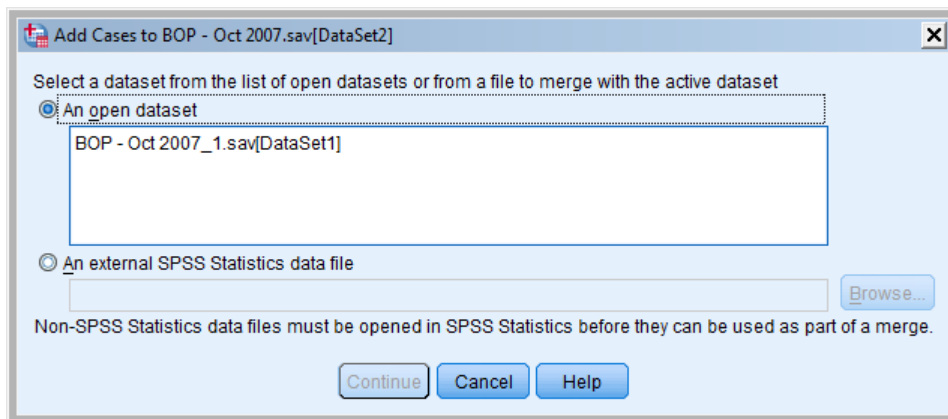 Add Cases to BOP - Oct 2007.sav[DataSet2]
Select a dataset from the list of open datasets or from a file to merge with the active dataset
An open dataset
BOP - Oct 2007_1.sav[DataSet1]
An external SPSS Statistics data file
Browse...
Non-SPSS Statistics data files must be opened in SPSS Statistics before they can be used as part of a merge.
Continue Cancel Help